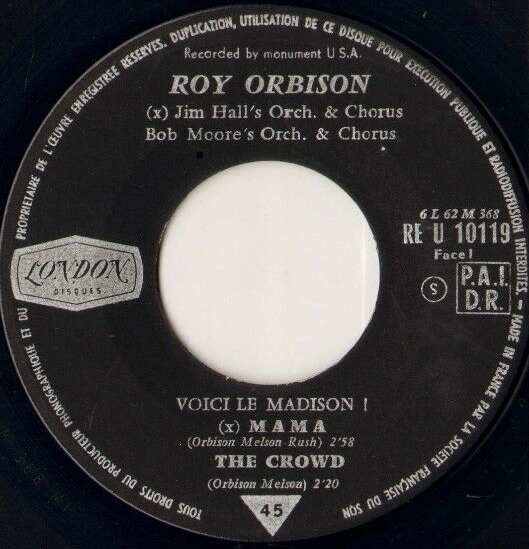 TOUS DROITS DU PRODUCTEUR PHONOGRAPHIQUE ET DU PROPRIETAIRE DE L'ŒUVRE ENREGISTREE RESERVES. DUPLICATION, UTILISATION DE CE DISQUE POUR EXECUTION PUBLIQUE ET RADIODIFFUSION INTERDITES. - MADE IN FRANCE PAR LA SOCIÉTÉ FRANÇAISE DU SON
Recorded by monument U S A.
ROY ORBISON
(x) Jim Hall's Orch. & Chorus
Bob Moore's Orch. & Chorus
6 L 62 M 368
RE U 10119
Face 1
LONDON
DISQUES
S
P.A.I.
D.R.
VOICI LE MADISON !
(x) MAMA
(Orbison Melson Rush) 2'58
THE CROWD
(Orbison Melson) 2'20
45